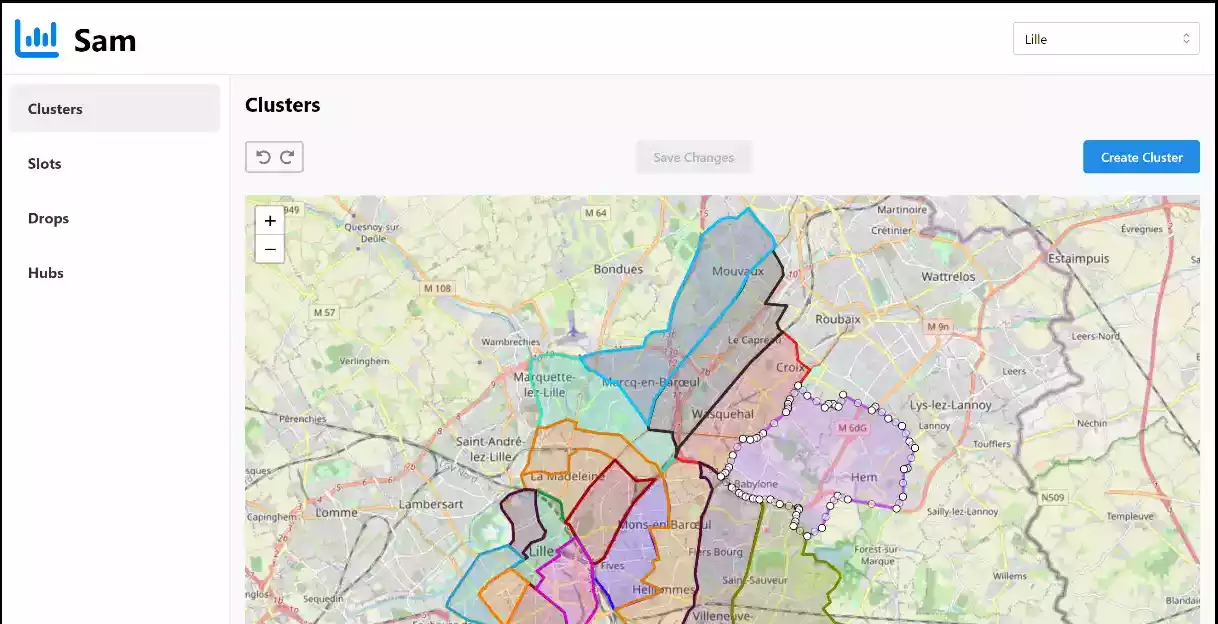 Sam
Lille
Clusters
Slots
Drops
Hubs
Clusters
Save Changes
Create Cluster
+
−
949
M 64
Martinoire
Crétinier
Quesnoy-sur-
Deûle
Évregnies
Estaimpuis
Bondues
Mouvaux
10
Wattrelos
M 108
M 57
Roubaix
M 9n
Leers-Nord
Wambrechies
Le Capreau
Verlinghem
Leers
Croix
Marquette-
lez-Lille
Marcq-en-Barœul
Lys-lez-Lannoy
Pérenchies
Wasquehal
Lannoy
Néchin
M 6dG
Saint-André-
lez-Lille
Toufflers
LGV Nord
La Madeleine
Babylone
Hem
N509
Lambersart
Lomme
Sailly-lez-Lannoy
Capinghem
Mons-en-Barœul
Templeuve
Lille
Flers Bourg
Forest-sur-
Marque
Fives
Saint-Sauveur
Willems
Hellemmes
Sequedin
Blandain
Villeneuve-